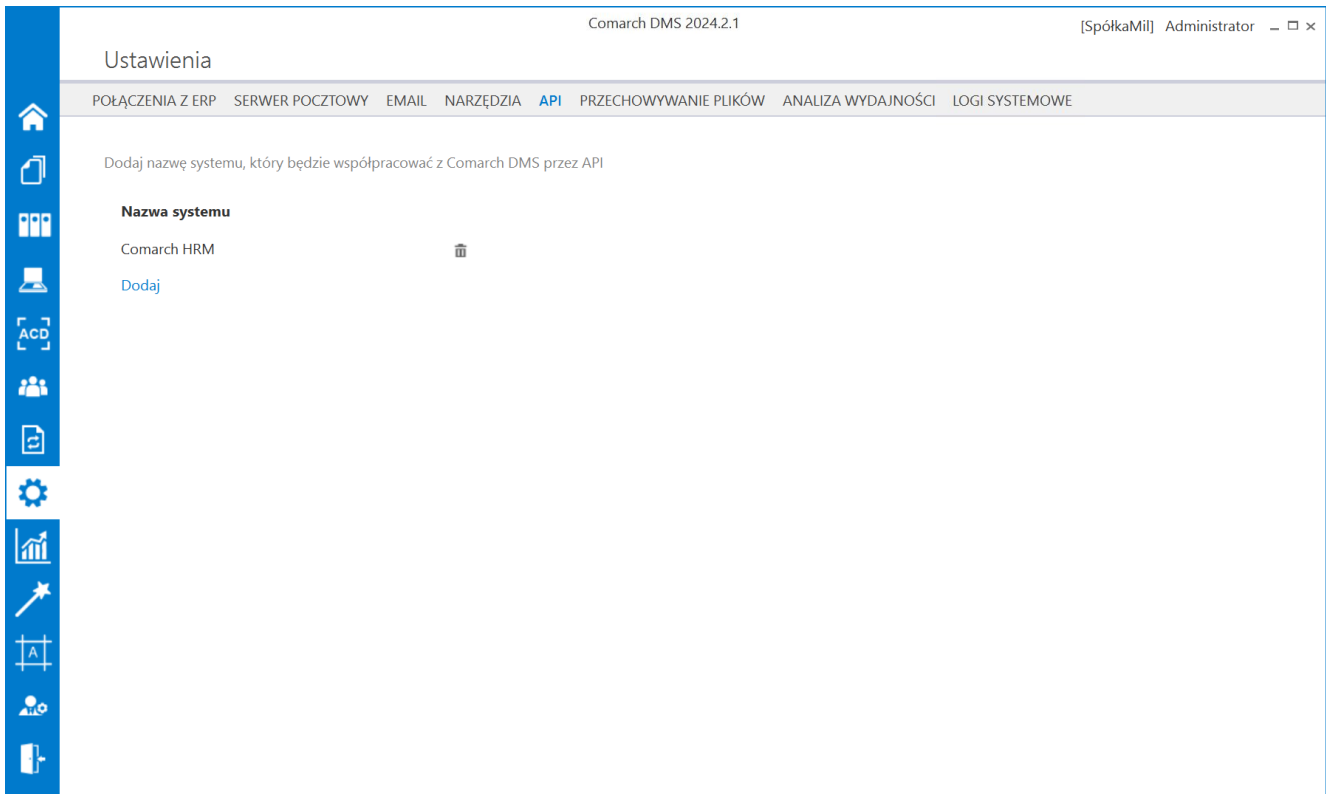 Comarch DMS 2024.2.1
[SpółkaMil] Administrator
Ustawienia
POŁĄCZENIA Z ERP SERWER POCZTOWY EMAIL NARZĘDZIA API PRZECHOWYWANIE PLIKÓW ANALIZA WYDAJNOŚCI LOGI SYSTEMOWE
Dodaj nazwę systemu, który będzie współpracować z Comarch DMS przez API
Nazwa systemu
Comarch HRM
Dodaj
ACD
A